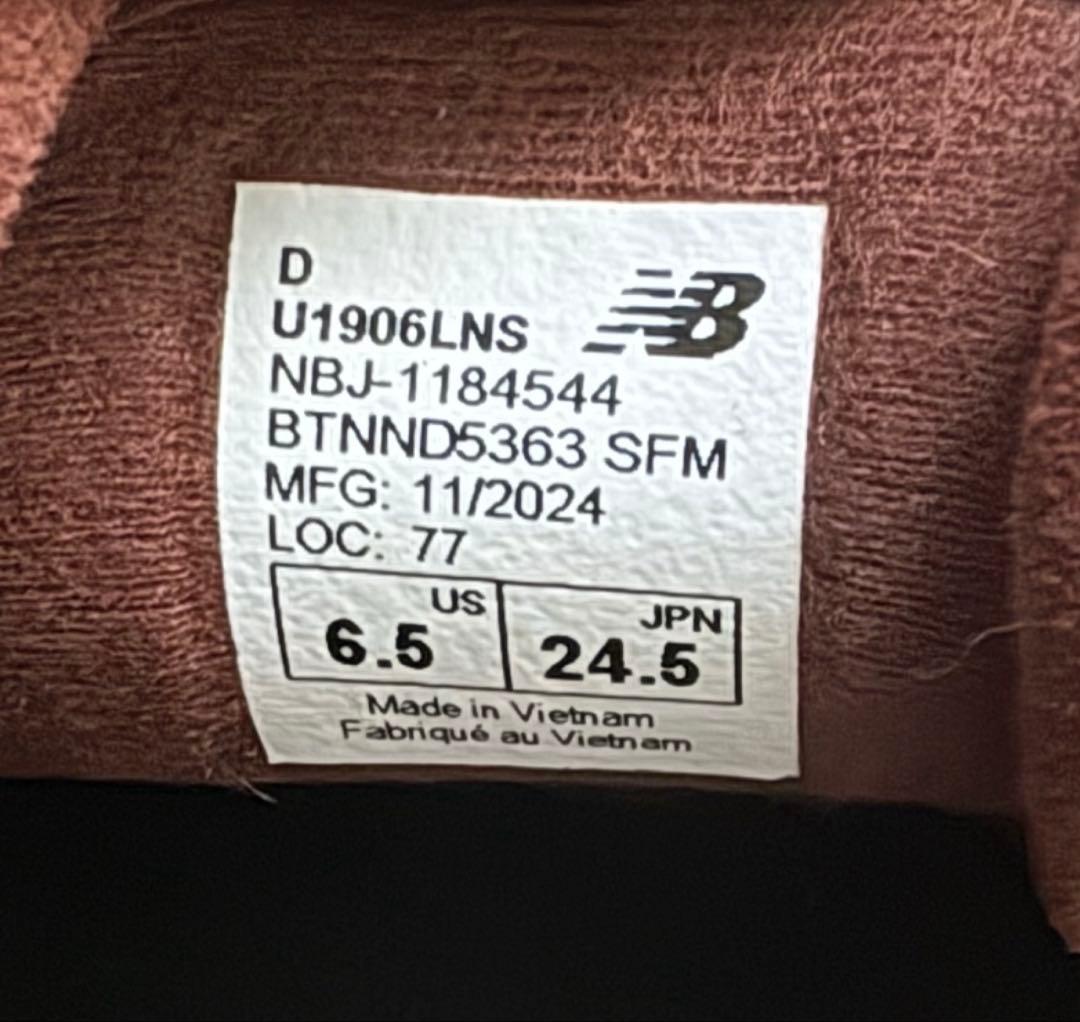 D
U1906LNS
NB
NBJ-1184544
BTNND5363 SFM
MFG: 11/2024
LOC: 77
US JPN
6.5 24.5
Made in Vietnam
Fabriqué au Vietnam